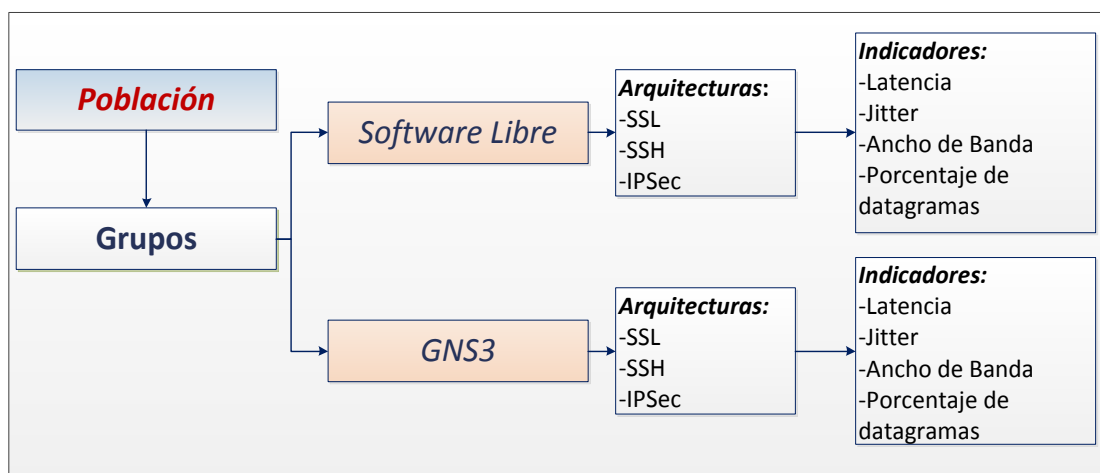 Población
Grupos
Software Libre
Arquitecturas:
-SSL
-SSH
-IPSec
Indicadores:
-Latencia
-Jitter
-Ancho de Banda
-Porcentaje de
datagramas
GNS3
Arquitecturas:
-SSL
-SSH
-IPSec
Indicadores:
-Latencia
-Jitter
-Ancho de Banda
-Porcentaje de
datagramas